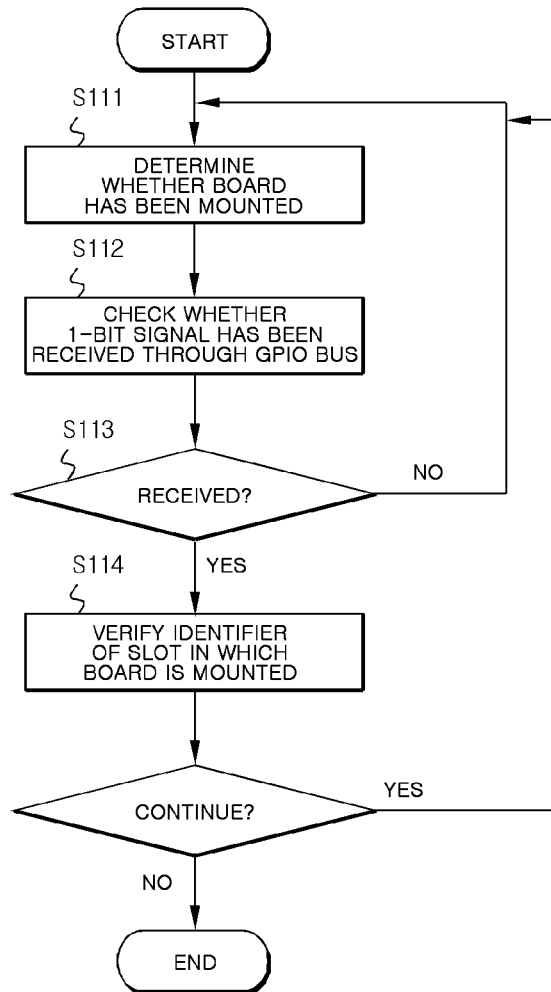 START
S111
DETERMINE
WHETHER BOARD
HAS BEEN MOUNTED
S112
CHECK WHETHER
1-BIT SIGNAL HAS BEEN
RECEIVED THROUGH GPIO BUS
S113
RECEIVED?
NO
YES
S114
VERIFY IDENTIFIER
OF SLOT IN WHICH
BOARD IS MOUNTED
CONTINUE?
YES
NO
END